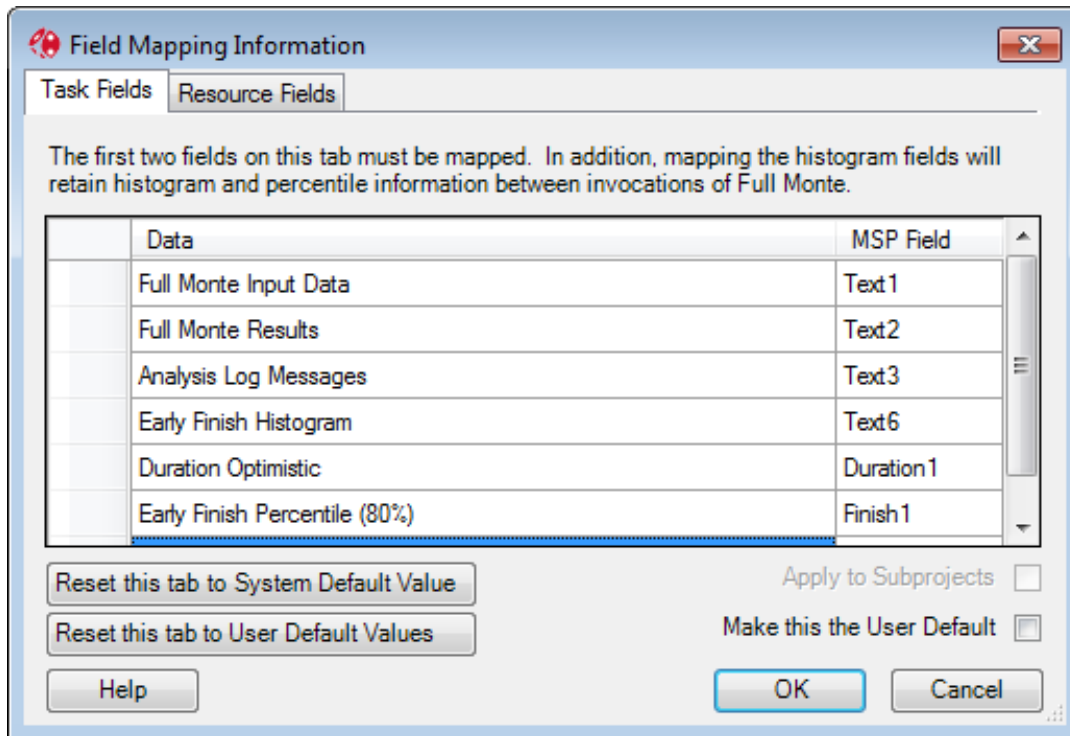 Field Mapping Information
Task Fields Resource Fields
The first two fields on this tab must be mapped. In addition, mapping the histogram fields will
retain histogram and percentile information between invocations of Full Monte.
Data MSP Field
Full Monte Input Data Text1
Full Monte Results Text2
Analysis Log Messages Text3
Early Finish Histogram Text6
Duration Optimistic Duration1
Early Finish Percentile (80%) Finish1
Reset this tab to System Default Value Apply to Subprojects
Reset this tab to User Default Values Make this the User Default
Help OK Cancel